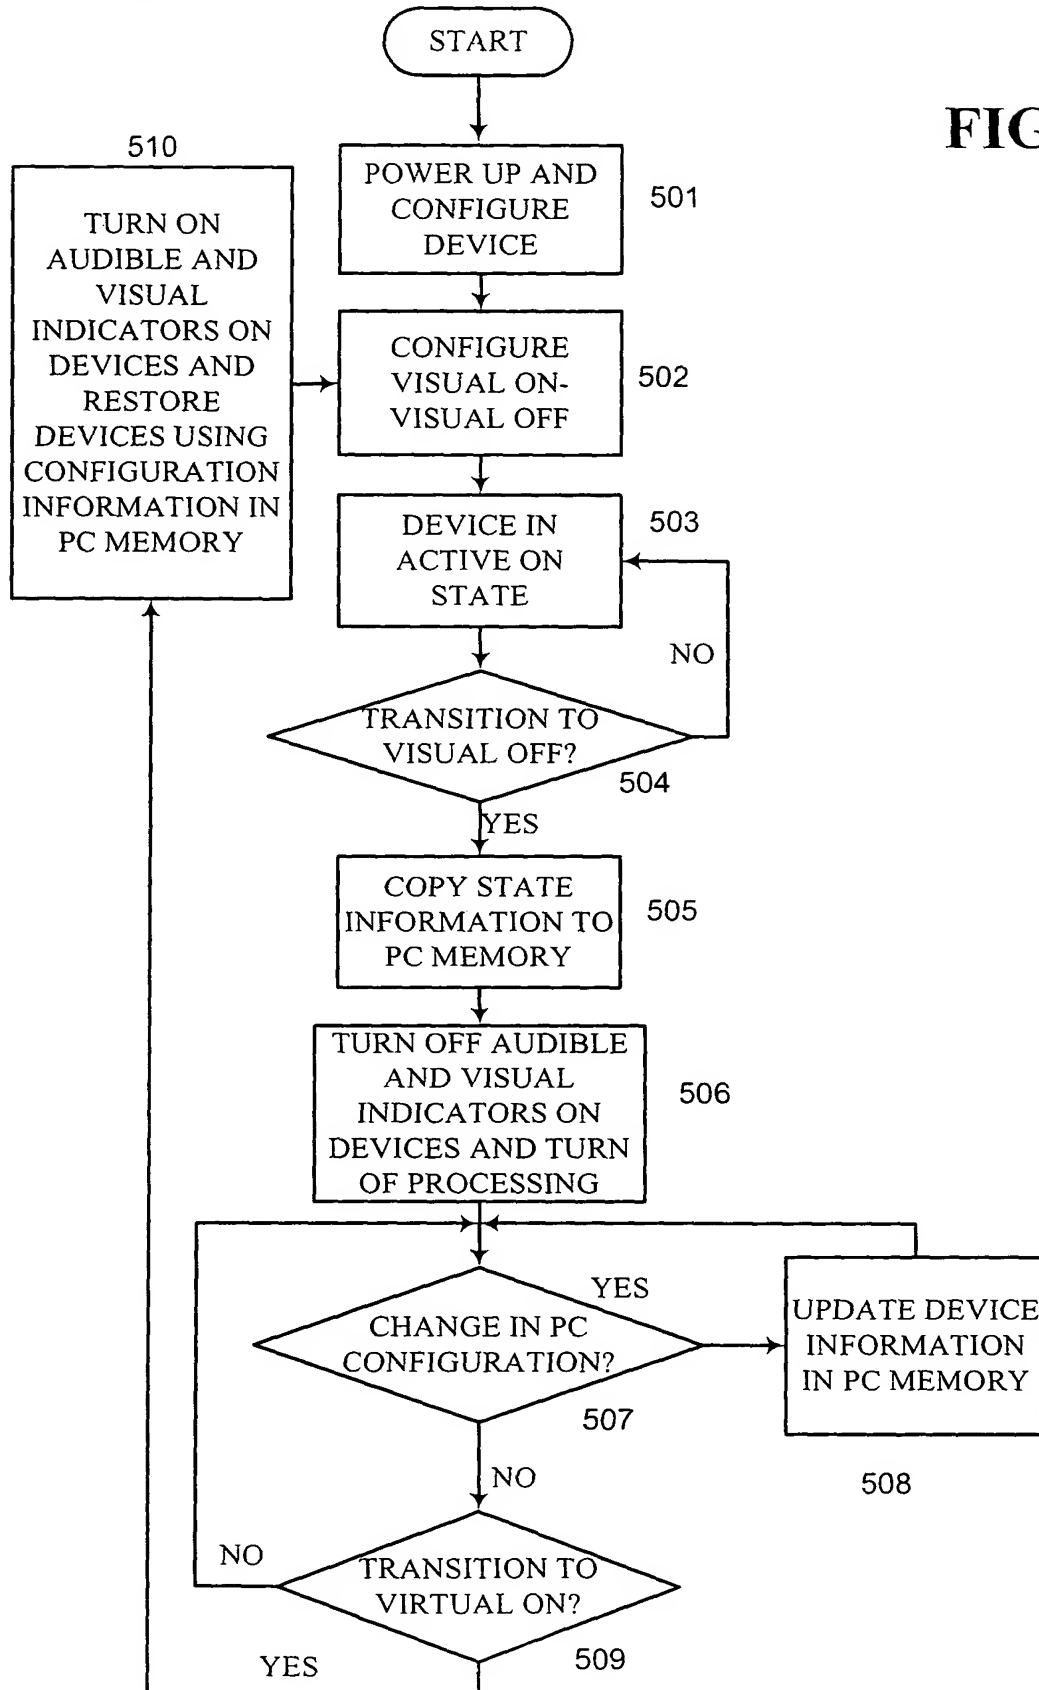 START
FIG
510
POWER UP AND
CONFIGURE
DEVICE
501
TURN ON
AUDIBLE AND
VISUAL
INDICATORS ON
DEVICES AND
RESTORE
DEVICES USING
CONFIGURATION
INFORMATION IN
PC MEMORY
CONFIGURE
VISUAL ON-
VISUAL OFF
502
DEVICE IN
ACTIVE ON
STATE
503
NO
TRANSITION TO
VISUAL OFF?
504
YES
COPY STATE
INFORMATION TO
PC MEMORY
505
TURN OFF AUDIBLE
AND VISUAL
INDICATORS ON
DEVICES AND TURN
OF PROCESSING
506
YES
CHANGE IN PC
CONFIGURATION?
507
UPDATE DEVICE
INFORMATION
IN PC MEMORY
508
NO
NO
TRANSITION TO
VIRTUAL ON?
509
YES